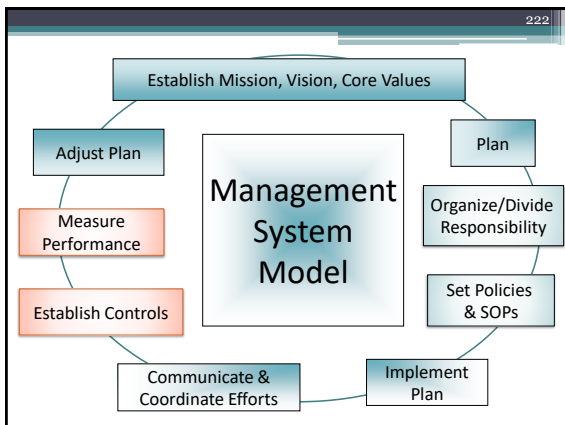 222
Establish Mission, Vision, Core Values
Plan
Organize/Divide
Responsibility
Set Policies
& SOPs
Implement
Plan
Communicate &
Coordinate Efforts
Establish Controls
Measure
Performance
Adjust Plan
Management
System
Model